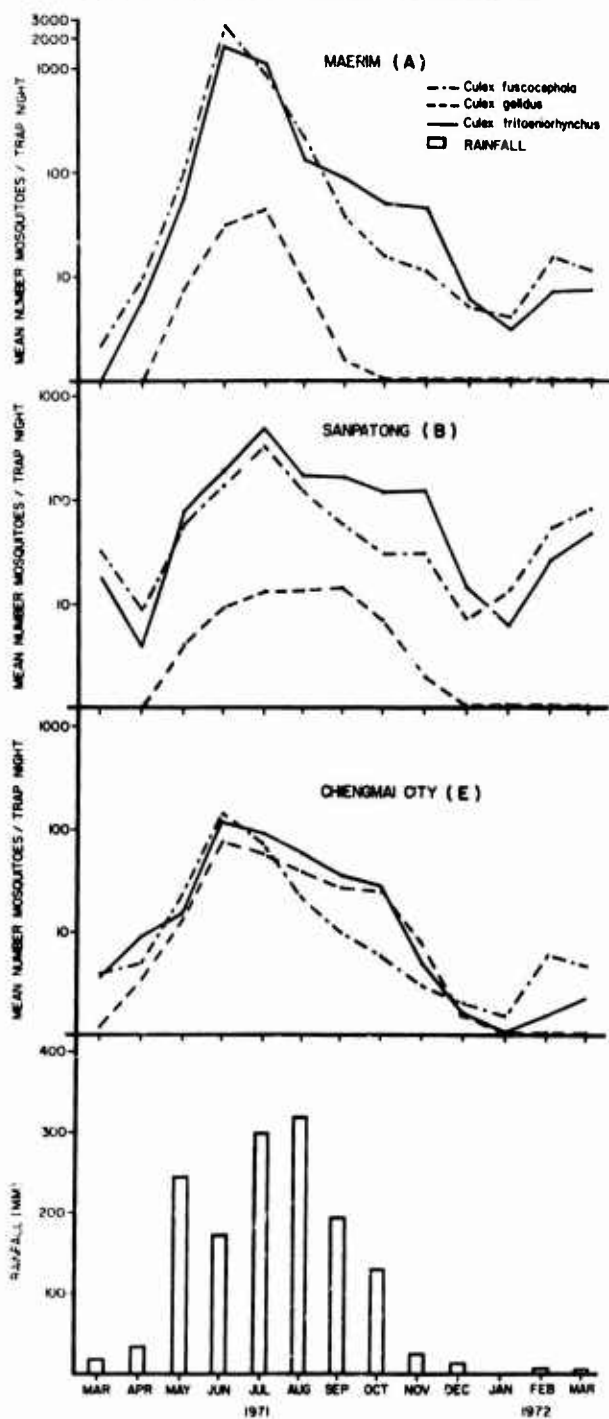 3000
2000
1000
100
10
MEAN NUMBER MOSQUITOES / TRAP NIGHT
MAERIM (A)
Culex fuscocephala
Culex gelidus
Culex tritaeniorhynchus
RAINFALL
1000
100
10
MEAN NUMBER MOSQUITOES / TRAP NIGHT
SANPATONG (B)
1000
100
10
MEAN NUMBER MOSQUITOES / TRAP NIGHT
CHIENGMAI CITY (E)
400
300
200
100
RAINFALL (MM)
MAR APR MAY JUN JUL AUG SEP OCT NOV DEC JAN FEB MAR
1971 1972